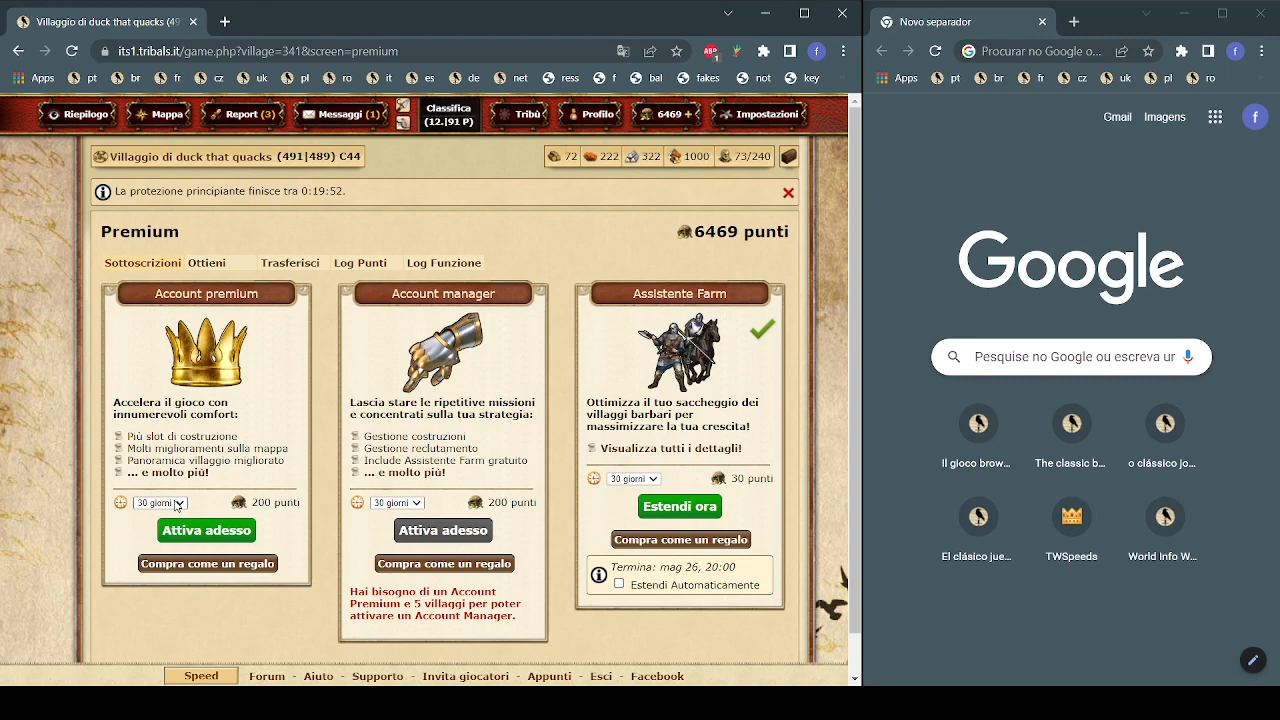 Villaggio di duck that quacks (49
Novo separador
its1.tribals.it/game.php?village=341&screen=premium
Procurar no Google o...
1
f
f
Apps pt br fr cz uk pl ro it es de net ress f bal fakes not key
Apps pt br fr cz uk pl ro
Riepilogo
Mappa
Report (3)
Messaggi (1)
Classifica
(12.|91 P)
Tribù
Profilo
6469 +
Impostazioni
Gmail Imagens
f
Villaggio di duck that quacks (491|489) C44
72 222 322 1000 73/240
La protezione principiante finisce tra 0:19:52.
Premium
6469 punti
Sottoscrizioni Ottieni Trasferisci Log Punti Log Funzione
Account premium
Accelera il gioco con
innumerevoli comfort:
Più slot di costruzione
Molti miglioramenti sulla mappa
Panoramica villaggio migliorato
... e molto più!
30 giorni 200 punti
Attiva adesso
Compra come un regalo
Account manager
Lascia stare le ripetitive missioni
e concentrati sulla tua strategia:
Gestione costruzioni
Gestione reclutamento
Include Assistente Farm gratuito
... e molto più!
30 giorni 200 punti
Attiva adesso
Compra come un regalo
Hai bisogno di un Account
Premium e 5 villaggi per poter
attivare un Account Manager.
Assistente Farm
Ottimizza il tuo saccheggio dei
villaggi barbari per
massimizzare la tua crescita!
Visualizza tutti i dettagli!
30 giorni 30 punti
Estendi ora
Compra come un regalo
Termina: mag 26, 20:00
Estendi Automaticamente
Speed
Forum - Aiuto - Supporto - Invita giocatori - Appunti - Esci - Facebook
Google
Pesquise no Google ou escreva ur
Il gioco brow...
The classic b...
o clássico jo...
El clásico jue...
TWSpeeds
World Info W...